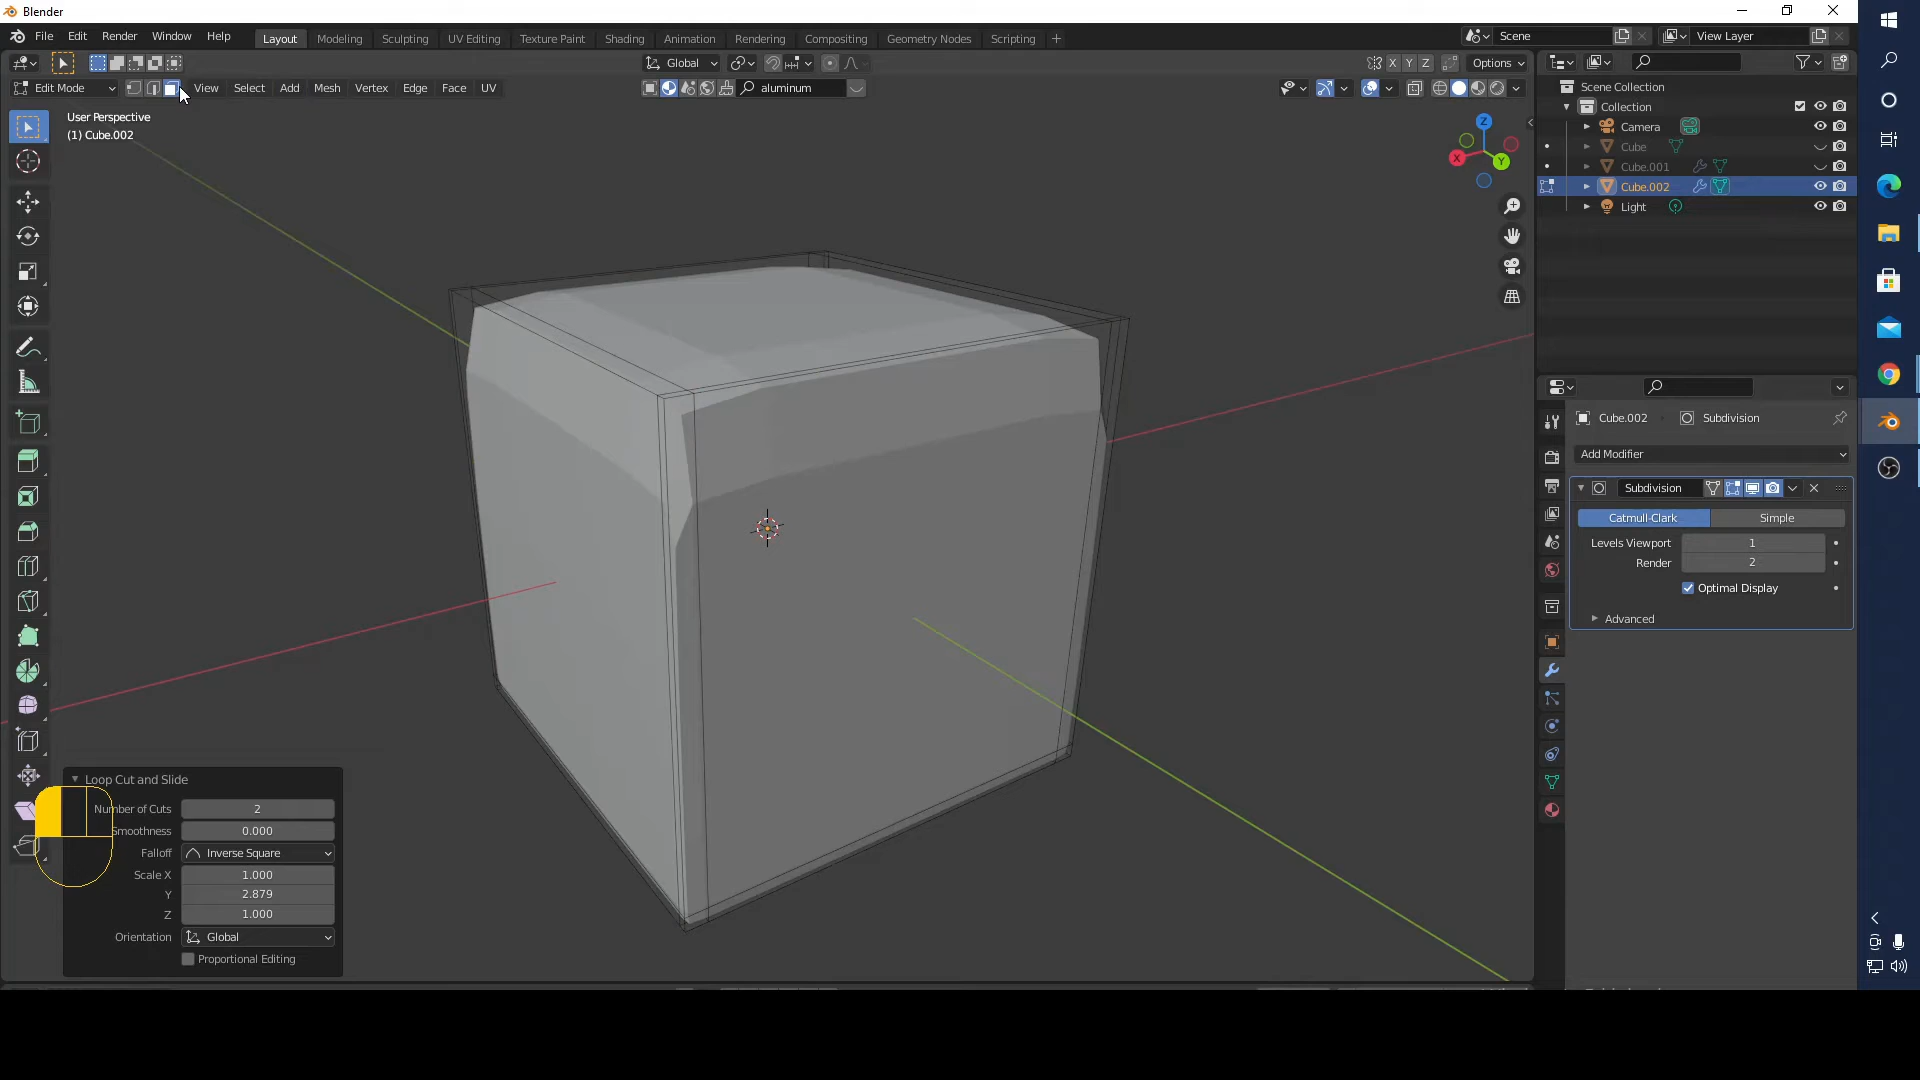 Blender
File Edit Render Window Help Layout Modeling Sculpting UV Editing Texture Paint Shading Animation Rendering Compositing Geometry Nodes Scripting + Scene View Layer
Global X Y Z Options
Edit Mode View Select Add Mesh Vertex Edge Face UV aluminum
User Perspective
(1) Cube.002
Z
X
Y
Scene Collection
Collection
Camera
Cube
Cube.001
Cube.002
Light
Cube.002 Subdivision
Add Modifier
Subdivision
Catmull-Clark Simple
Levels Viewport 1
Render 2
Optimal Display
Advanced
Loop Cut and Slide
Number of Cuts 2
Smoothness 0.000
Falloff Inverse Square
Scale X 1.000
Y 2.879
Z 1.000
Orientation Global
Proportional Editing